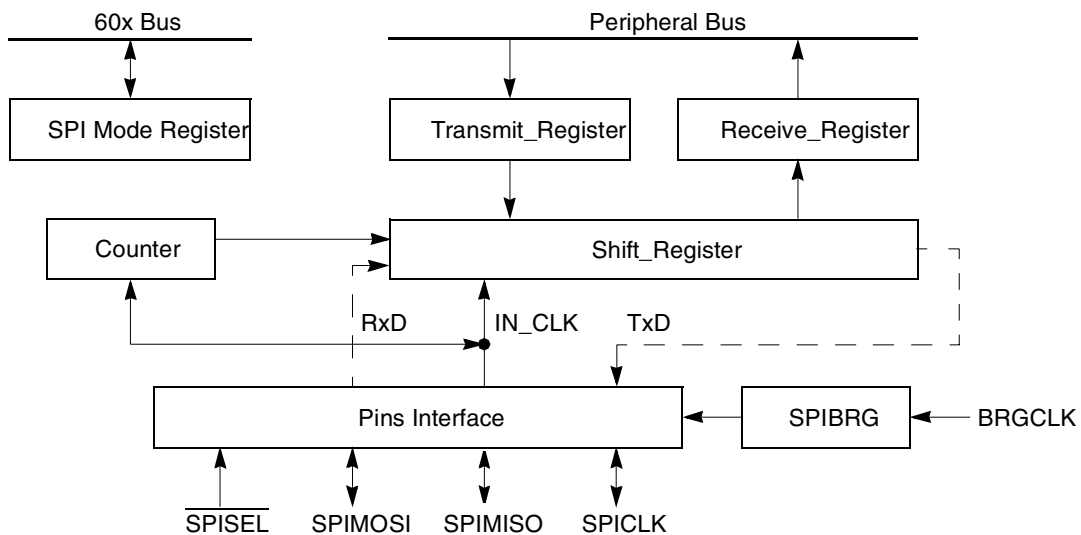 60x Bus
Peripheral Bus
SPI Mode Register
Transmit_Register
Receive_Register
Counter
Shift_Register
RxD
IN_CLK
TxD
Pins Interface
SPIBRG
BRGCLK
SPISEL
SPIMOSI
SPIMISO
SPICLK